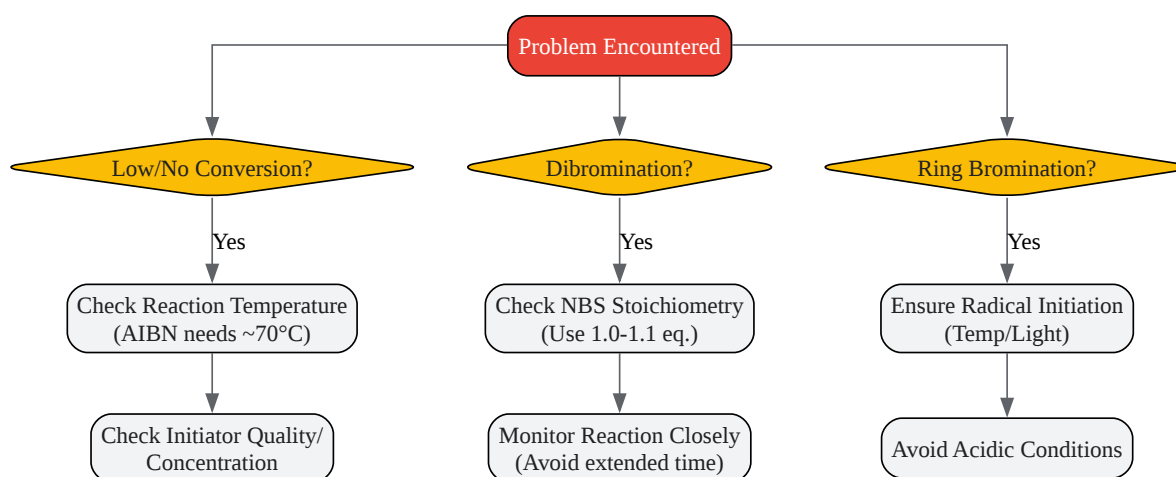 Problem Encountered
Low/No Conversion?
Dibromination?
Ring Bromination?
Yes
Yes
Yes
Check Reaction Temperature
(AIBN needs ~70°C)
Check NBS Stoichiometry
(Use 1.0-1.1 eq.)
Ensure Radical Initiation
(Temp/Light)
Check Initiator Quality/
Concentration
Monitor Reaction Closely
(Avoid extended time)
Avoid Acidic Conditions